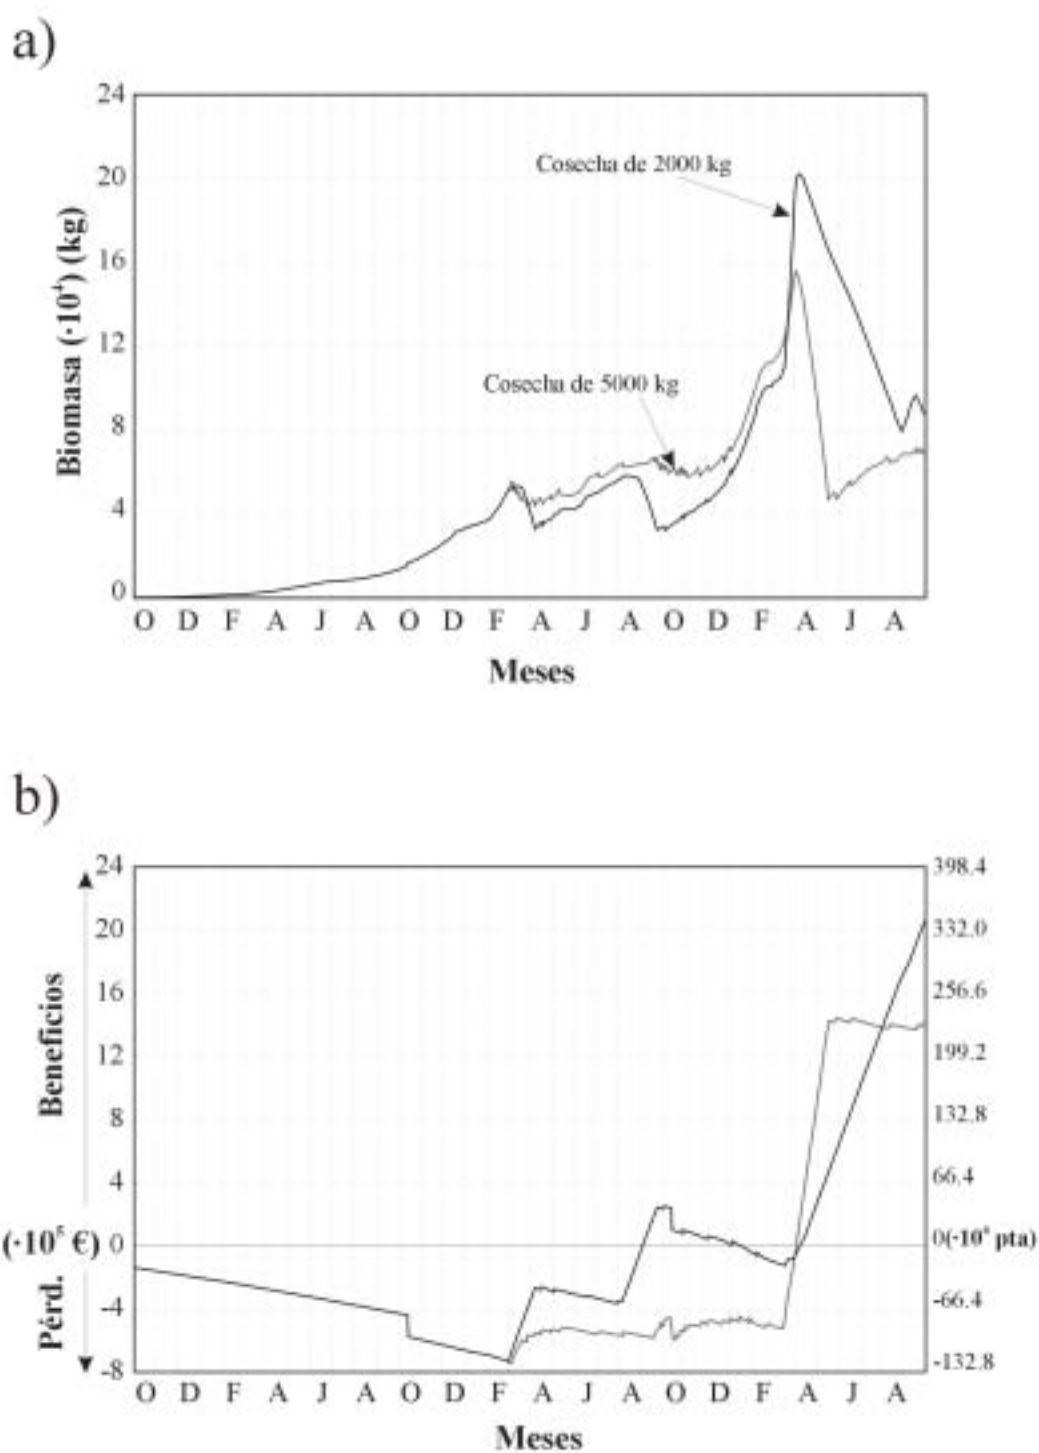 a)
24
20
16
12
8
4
0
Biomasa (·10⁴) (kg)
Cosecha de 2000 kg
Cosecha de 5000 kg
O D F A J A O D F A J A O D F A J A
Meses
b)
24
20
16
12
8
4
0
-4
-8
Beneficios
(·10⁵ €)
Pérd.
398.4
332.0
256.6
199.2
132.8
66.4
0(·10⁶ pta)
-66.4
-132.8
O D F A J A O D F A J A O D F A J A
Meses